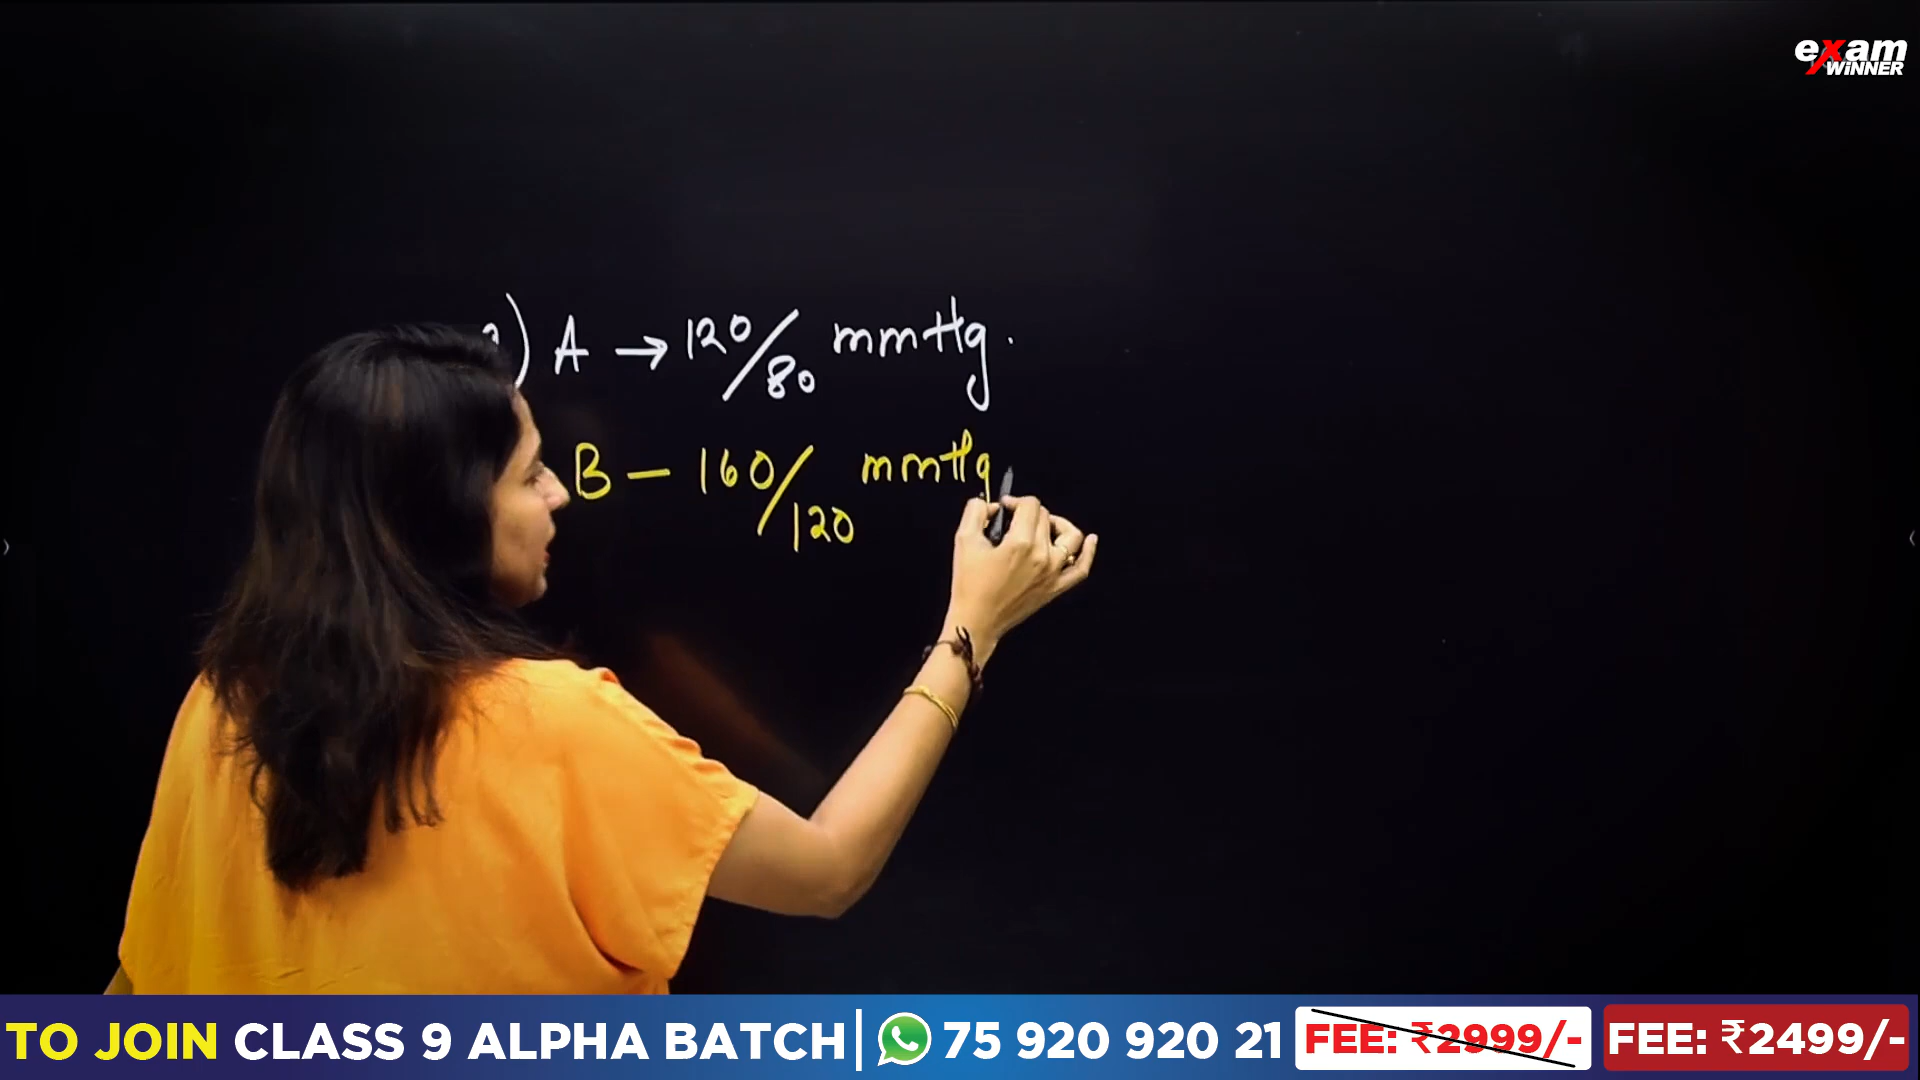 exam
WiNNER
) A → 120/80 mmHg.
B — 160/120 mmHg
TO JOIN CLASS 9 ALPHA BATCH | 75 920 920 21 FEE: ₹2999/- FEE: ₹2499/-